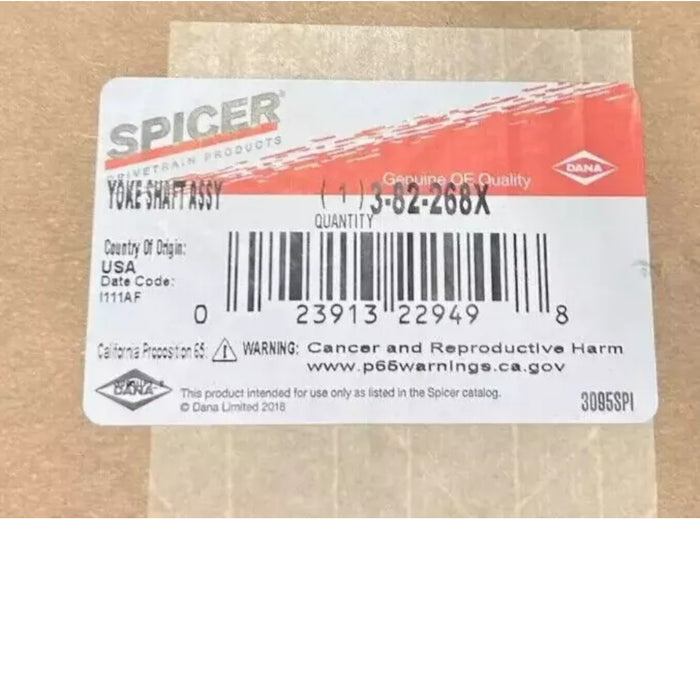 SPICER®
DRIVETRAIN PRODUCTS
Genuine OE Quality
DANA
YOKE SHAFT ASSY
( 1 ) 3-82-268X
QUANTITY
Country Of Origin:
USA
Date Code:
I111AF
0 23913 22949 8
California Proposition 65: WARNING: Cancer and Reproductive Harm
www.p65warnings.ca.gov
DANA
This product intended for use only as listed in the Spicer catalog.
© Dana Limited 2018
3095SPI